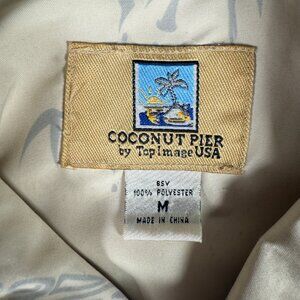 COCONUT PIER
by Top Image USA
BSV
100% POLYESTER
M
MADE IN CHINA